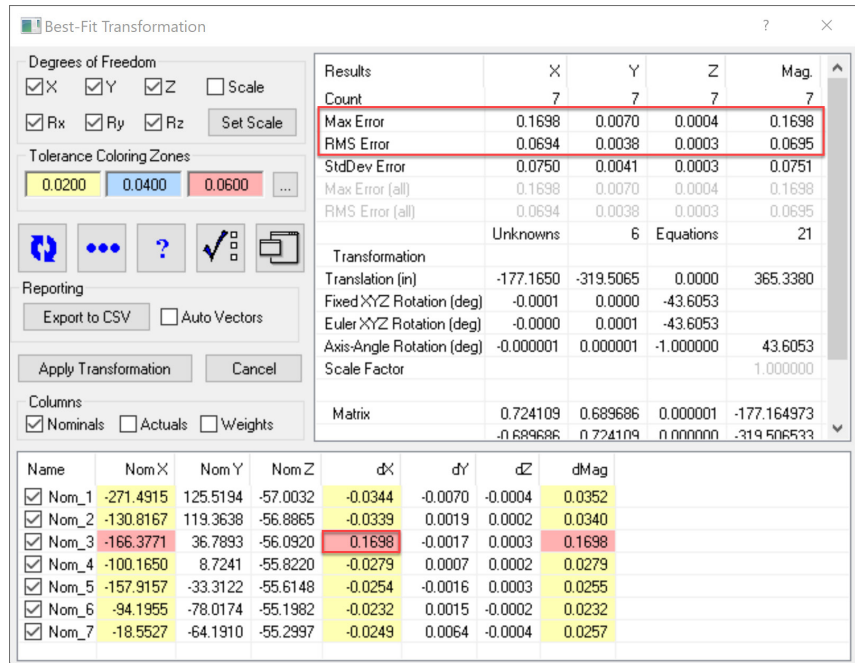 Best-Fit Transformation ? ×
Degrees of Freedom
X Y Z Scale
Rx Ry Rz Set Scale
Tolerance Coloring Zones
0.0200 0.0400 0.0600 ...
?
Reporting
Export to CSV Auto Vectors
Apply Transformation Cancel
Columns
Nominals Actuals Weights
Results X Y Z Mag.
Count 7 7 7 7
Max Error 0.1698 0.0070 0.0004 0.1698
RMS Error 0.0694 0.0038 0.0003 0.0695
StdDev Error 0.0750 0.0041 0.0003 0.0751
Max Error (all) 0.1698 0.0070 0.0004 0.1698
RMS Error (all) 0.0694 0.0038 0.0003 0.0695
Unknowns 6 Equations 21
Transformation
Translation (in) -177.1650 -319.5065 0.0000 365.3380
Fixed XYZ Rotation (deg) -0.0001 0.0000 -43.6053
Euler XYZ Rotation (deg) -0.0000 0.0001 -43.6053
Axis-Angle Rotation (deg) -0.000001 0.000001 -1.000000 43.6053
Scale Factor 1.000000
Matrix 0.724109 0.689686 0.000001 -177.164973
-0.689686 0.724109 0.000000 -319.506533
Name Nom X Nom Y Nom Z dX dY dZ dMag
Nom_1 -271.4915 125.5194 -57.0032 -0.0344 -0.0070 -0.0004 0.0352
Nom_2 -130.8167 119.3638 -56.8865 -0.0339 0.0019 0.0002 0.0340
Nom_3 -166.3771 36.7893 -56.0920 0.1698 -0.0017 0.0003 0.1698
Nom_4 -100.1650 8.7241 -55.8220 -0.0279 0.0007 0.0002 0.0279
Nom_5 -157.9157 -33.3122 -55.6148 -0.0254 -0.0016 0.0003 0.0255
Nom_6 -94.1955 -78.0174 -55.1982 -0.0232 0.0015 -0.0002 0.0232
Nom_7 -18.5527 -64.1910 -55.2997 -0.0249 0.0064 -0.0004 0.0257